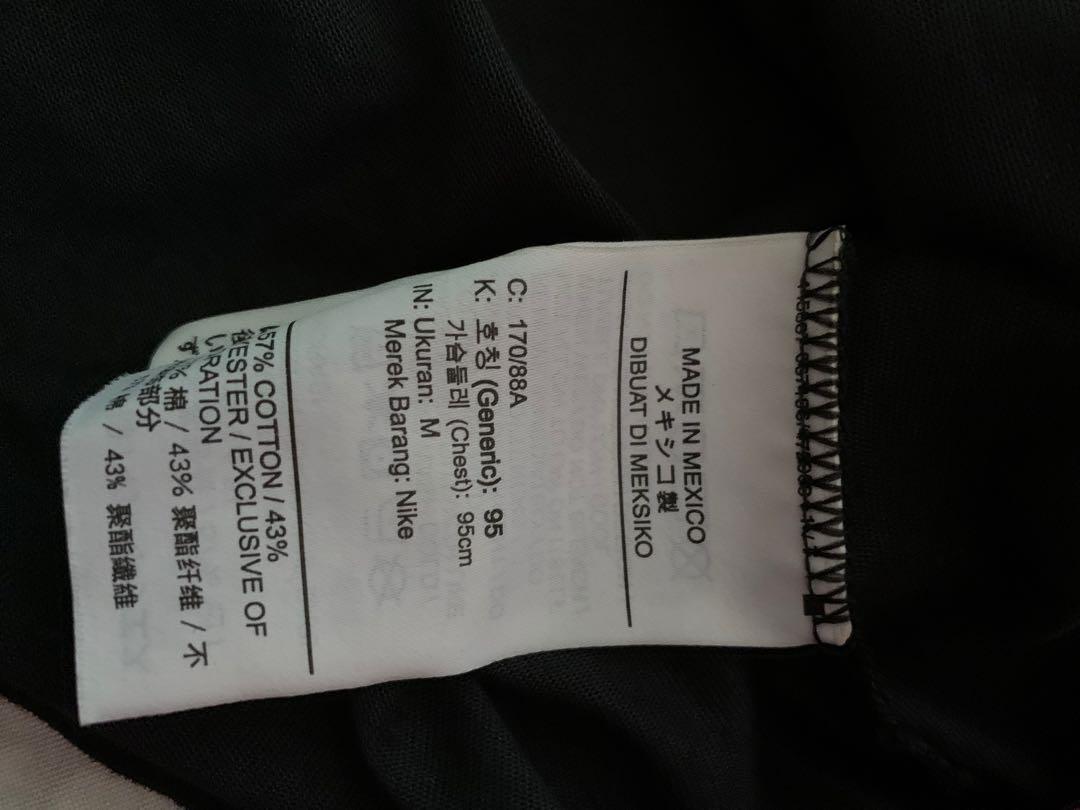 MADE IN MEXICO
メキシコ製
DIBUAT DI MEKSIKO
C: 170/88A
K: 호칭 (Generic): 95
가슴둘레 (Chest): 95cm
IN: Ukuran: M
Merek Barang: Nike
57% COTTON / 43%
ESTER / EXCLUSIVE OF
RATION
棉 / 43% 聚酯纤维 / 不
部分
棉 / 43% 聚酯纖維